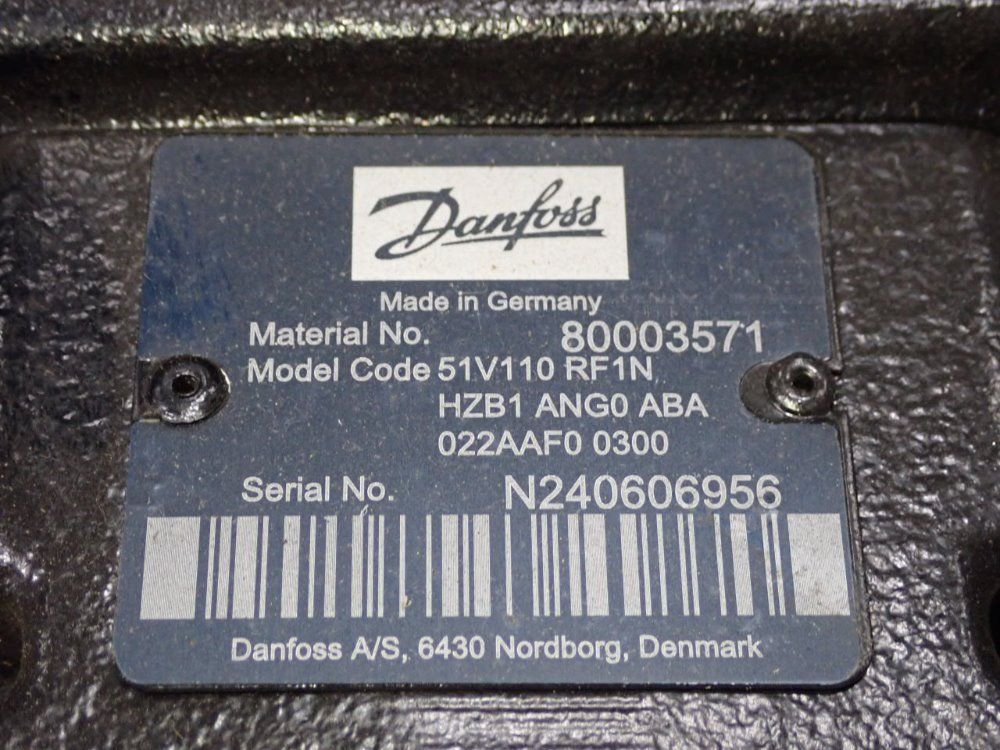 Danfoss
Made in Germany
Material No. 80003571
Model Code 51V110 RF1N
HZB1 ANG0 ABA
022AAF0 0300
Serial No. N240606956
Danfoss A/S, 6430 Nordborg, Denmark